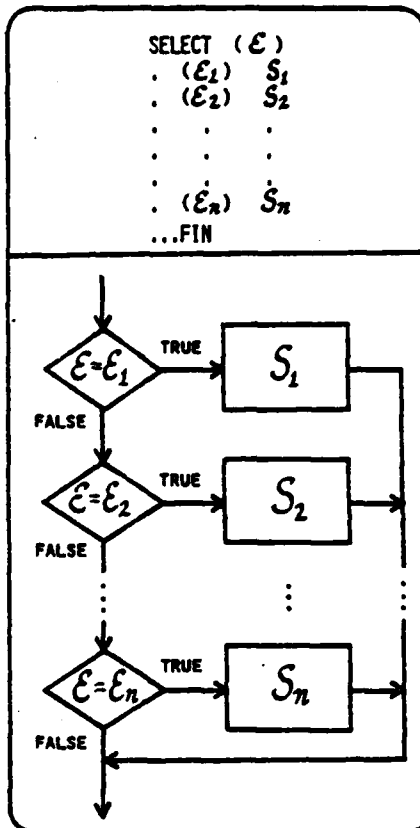 SELECT (ℰ)
. (ℰ1) S1
. (ℰ2) S2
. . .
. . .
. . .
. (ℰn) Sn
...FIN
ℰ=ℰ1 TRUE S1
FALSE
ℰ=ℰ2 TRUE S2
FALSE
ℰ=ℰn TRUE Sn
FALSE